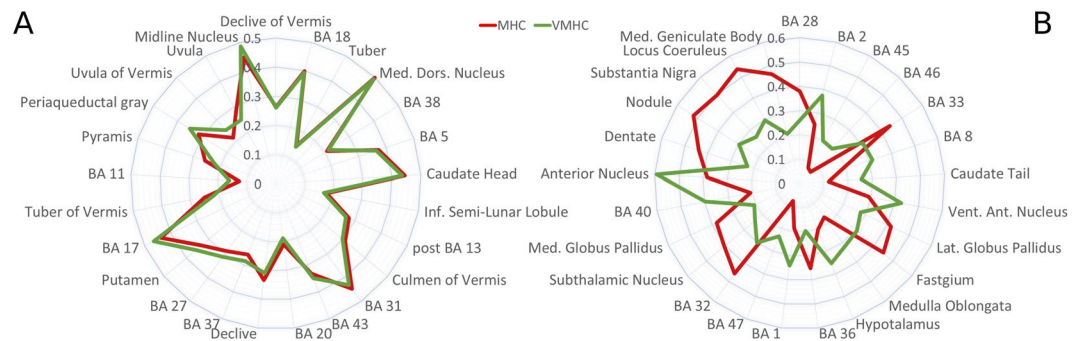 A
MHC VMHC
B
Declive of Vermis
BA 18
Tuber
Med. Dors. Nucleus
BA 38
BA 5
Caudate Head
Inf. Semi-Lunar Lobule
post BA 13
Culmen of Vermis
BA 31
BA 43
BA 20
Declive
BA 37
BA 27
Putamen
BA 17
Tuber of Vermis
BA 11
Pyramis
Periaqueductal gray
Uvula of Vermis
Uvula
Midline Nucleus
0.5
0.4
0.3
0.2
0.1
0
BA 28
BA 2
BA 45
BA 46
BA 33
BA 8
Caudate Tail
Vent. Ant. Nucleus
Lat. Globus Pallidus
Fastgium
Medulla Oblongata
Hypotalamus
BA 36
BA 1
BA 47
BA 32
Subthalamic Nucleus
Med. Globus Pallidus
BA 40
Anterior Nucleus
Dentate
Nodule
Substantia Nigra
Locus Coeruleus
Med. Geniculate Body
0.6
0.5
0.4
0.3
0.2
0.1
0